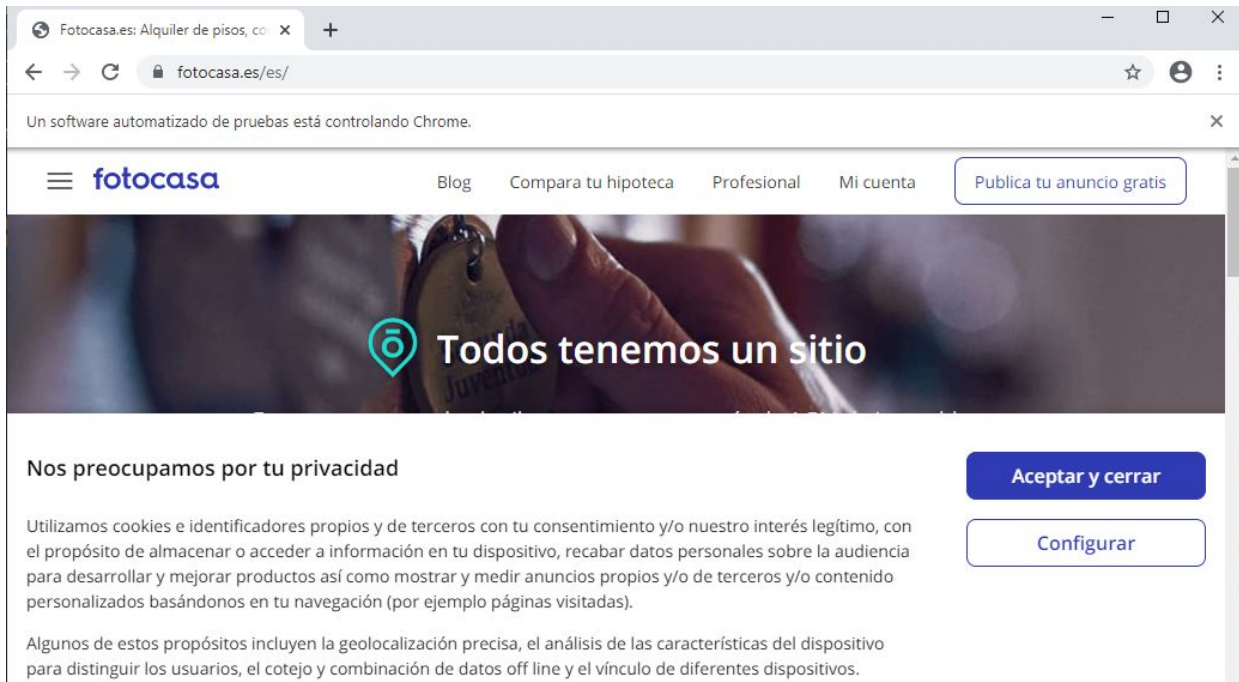 Fotocasa.es: Alquiler de pisos, co
fotocasa.es/es/
Un software automatizado de pruebas está controlando Chrome.
fotocasa
Blog Compara tu hipoteca Profesional Mi cuenta Publica tu anuncio gratis
Todos tenemos un sitio
Nos preocupamos por tu privacidad
Aceptar y cerrar
Utilizamos cookies e identificadores propios y de terceros con tu consentimiento y/o nuestro interés legítimo, con
el propósito de almacenar o acceder a información en tu dispositivo, recabar datos personales sobre la audiencia
Configurar
para desarrollar y mejorar productos así como mostrar y medir anuncios propios y/o de terceros y/o contenido
personalizados basándonos en tu navegación (por ejemplo páginas visitadas).
Algunos de estos propósitos incluyen la geolocalización precisa, el análisis de las características del dispositivo
para distinguir los usuarios, el cotejo y combinación de datos off line y el vínculo de diferentes dispositivos.